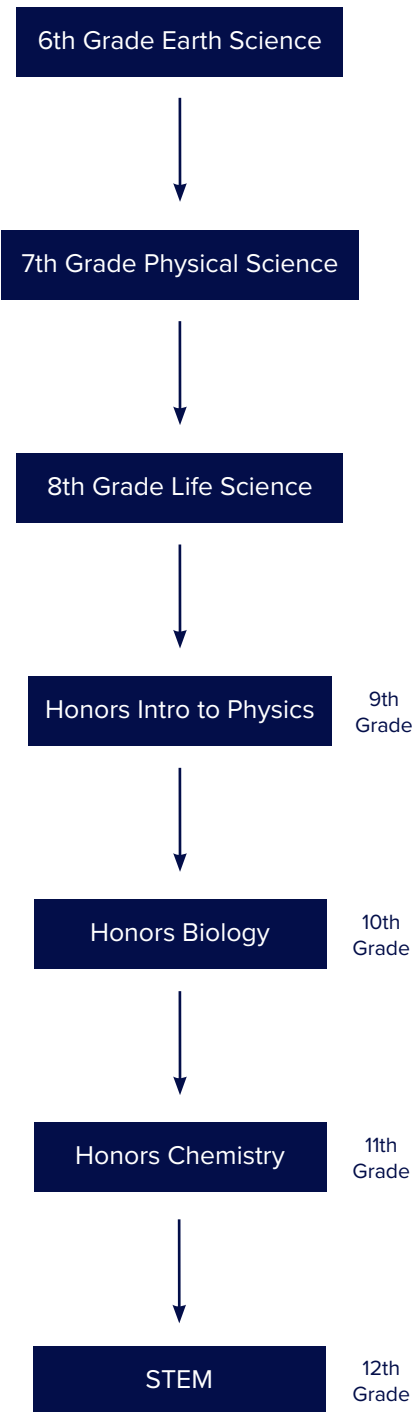 6th Grade Earth Science
7th Grade Physical Science
8th Grade Life Science
Honors Intro to Physics
9th
Grade
Honors Biology
10th
Grade
Honors Chemistry
11th
Grade
STEM
12th
Grade